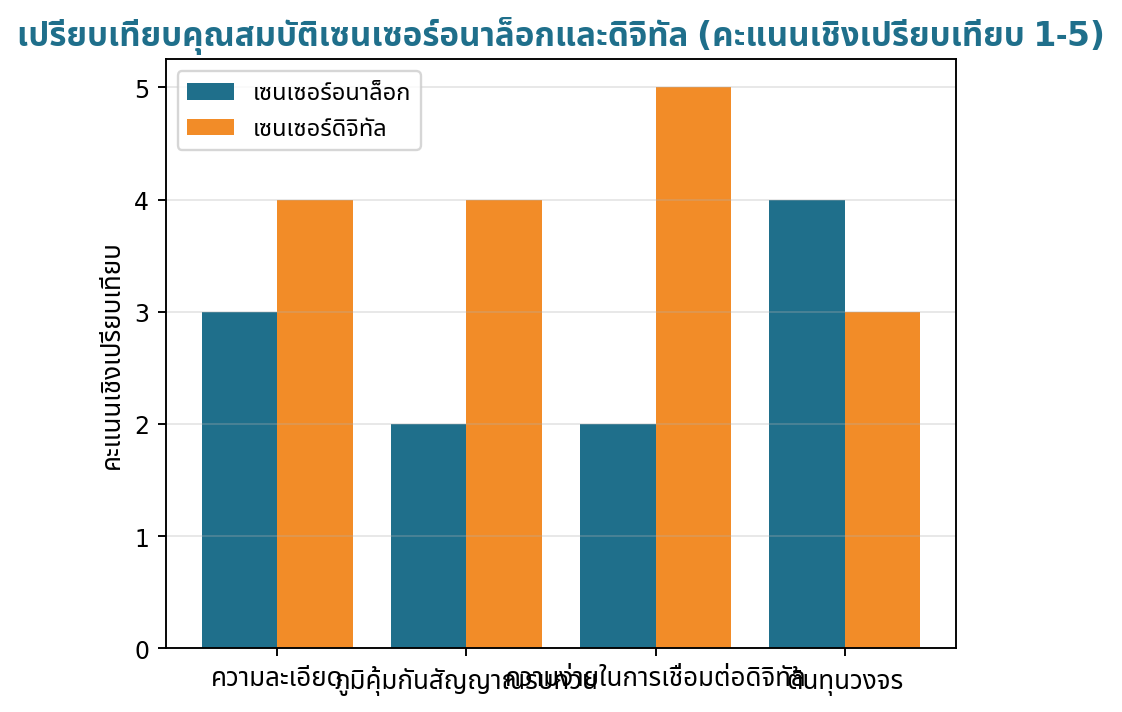 เปรียบเทียบคุณสมบัติเซนเซอร์อนาล็อกและดิจิทัล (คะแนนเชิงเปรียบเทียบ 1-5)
เซนเซอร์อนาล็อก
เซนเซอร์ดิจิทัล
คะแนนเชิงเปรียบเทียบ
5
4
3
2
1
0
ความละเอียด
ภูมิคุ้มกันสัญญาณรบกวน
ความง่ายในการเชื่อมต่อดิจิทัล
ต้นทุนวงจร